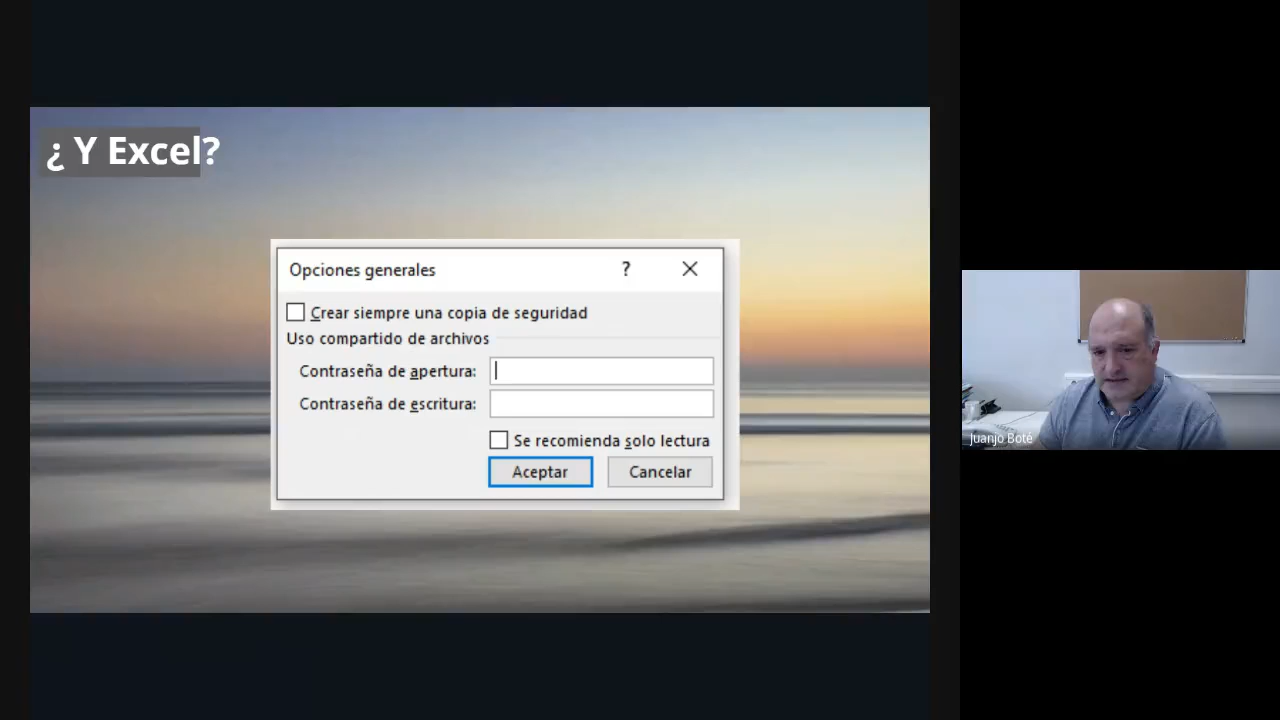 ¿ Y Excel?
Opciones generales
?
Crear siempre una copia de seguridad
Uso compartido de archivos
Contraseña de apertura:
Contraseña de escritura:
Se recomienda solo lectura
Aceptar Cancelar
Juanjo Boté